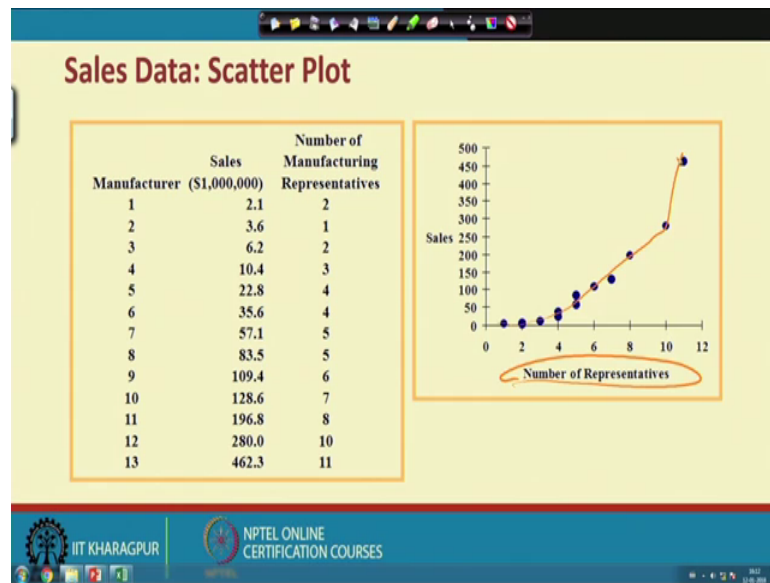 Sales Data: Scatter Plot
Number of
Sales Manufacturing
Manufacturer ($1,000,000) Representatives
1 2.1 2
2 3.6 1
3 6.2 2
4 10.4 3
5 22.8 4
6 35.6 4
7 57.1 5
8 83.5 5
9 109.4 6
10 128.6 7
11 196.8 8
12 280.0 10
13 462.3 11
500
450
400
350
300
Sales 250
200
150
100
50
0
0 2 4 6 8 10 12
Number of Representatives
IIT KHARAGPUR
NPTEL ONLINE
CERTIFICATION COURSES